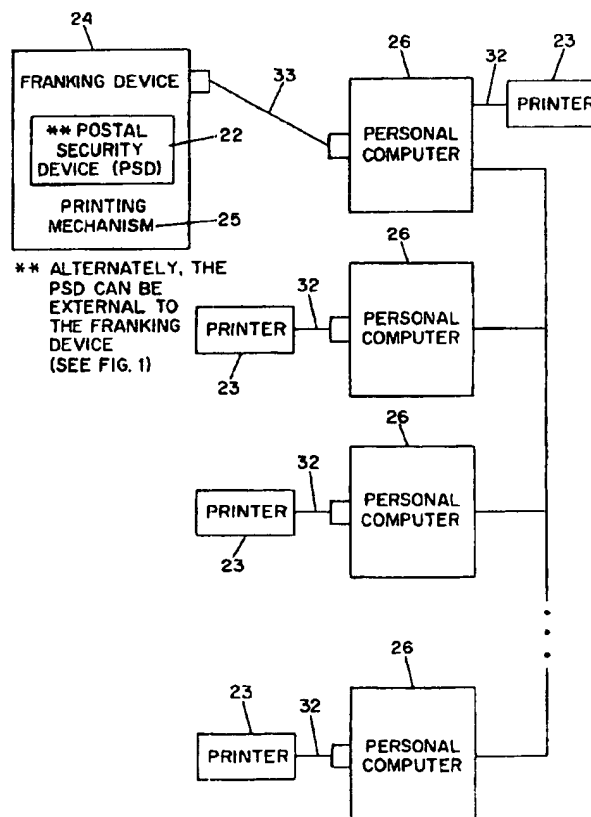 24
FRANKING DEVICE
** POSTAL
SECURITY
DEVICE (PSD)
22
PRINTING
MECHANISM
25
** ALTERNATELY, THE
PSD CAN BE
EXTERNAL TO
THE FRANKING
DEVICE
(SEE FIG. 1)
33
26
PERSONAL
COMPUTER
32
23
PRINTER
26
PERSONAL
COMPUTER
32
PRINTER
23
26
PERSONAL
COMPUTER
32
PRINTER
23
26
PERSONAL
COMPUTER
32
23
PRINTER